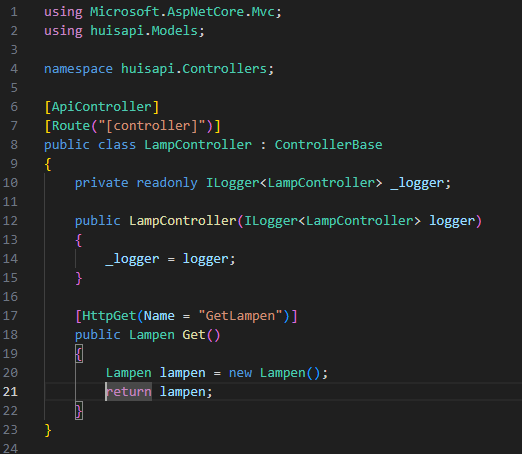 1 using Microsoft.AspNetCore.Mvc;
2 using huisapi.Models;
3
4 namespace huisapi.Controllers;
5
6 [ApiController]
7 [Route("[controller]")]
8 public class LampController : ControllerBase
9 {
10     private readonly ILogger<LampController> _logger;
11
12     public LampController(ILogger<LampController> logger)
13     {
14         _logger = logger;
15     }
16
17     [HttpGet(Name = "GetLampen")]
18     public Lampen Get()
19     {
20         Lampen lampen = new Lampen();
21         return lampen;
22     }
23 }
24